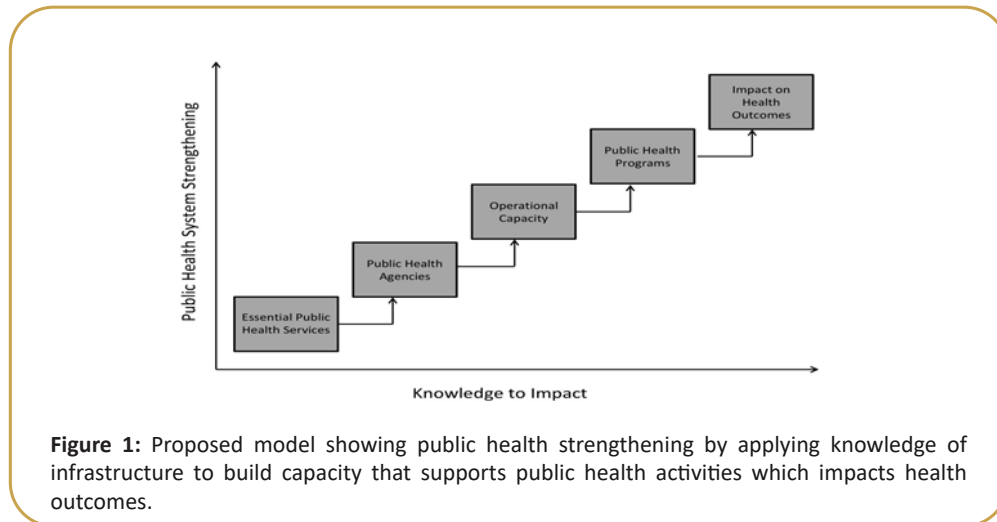 Public Health System Strengthening
Impact on
Health
Outcomes
Public Health
Programs
Operational
Capacity
Public Health
Agencies
Essential Public
Health Services
Knowledge to Impact
Figure 1: Proposed model showing public health strengthening by applying knowledge of
infrastructure to build capacity that supports public health activities which impacts health
outcomes.